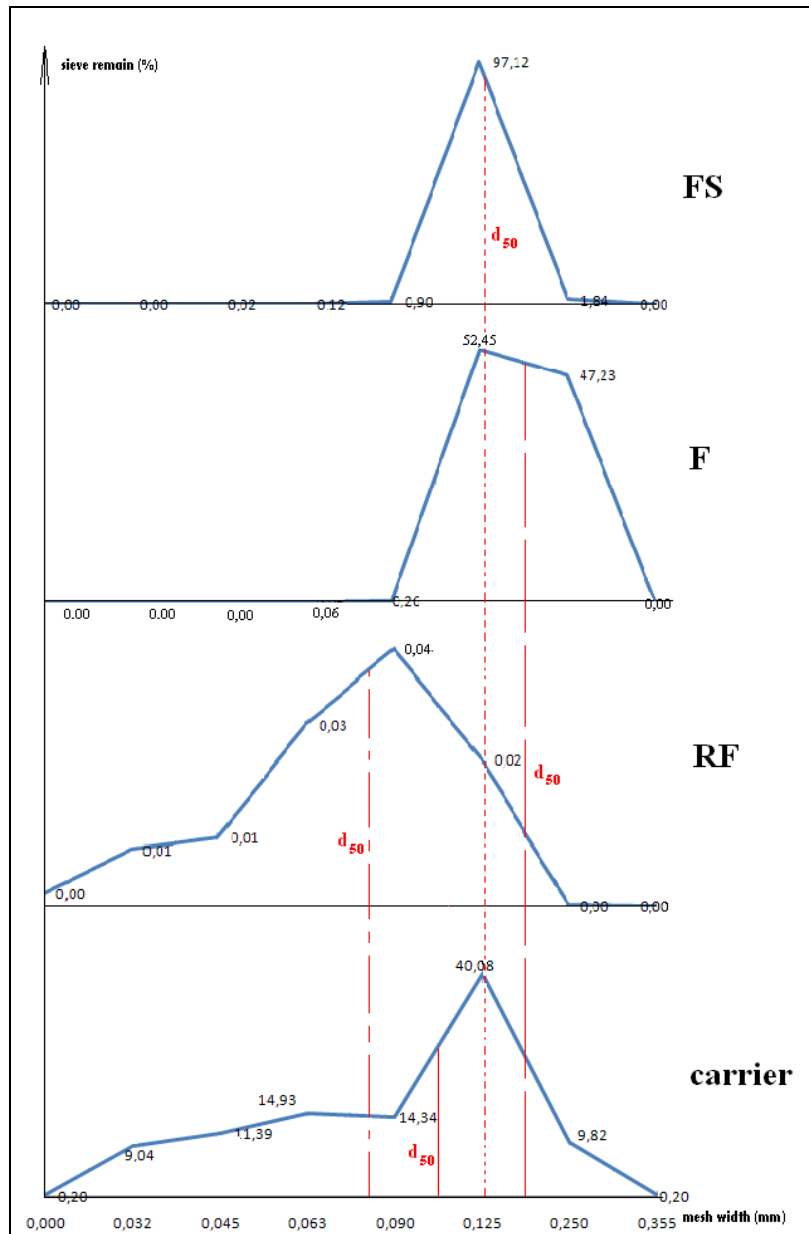 sieve remain (%)
97,12
FS
d50
0,00 0,00 0,02 0,12 0,90 1,84 0,00
52,45
47,23
F
0.00 0.00 0,00 0,06 0,26 0,00
0,04
0,03
RF
0,02
d50
0,01
d50
0,01
0,00 0,00 0,00
40,08
carrier
14,93
14,34
11,39
9,04
d50
9,82
0,20 0,20
0,000 0,032 0,045 0,063 0,090 0,125 0,250 0,355 mesh width (mm)